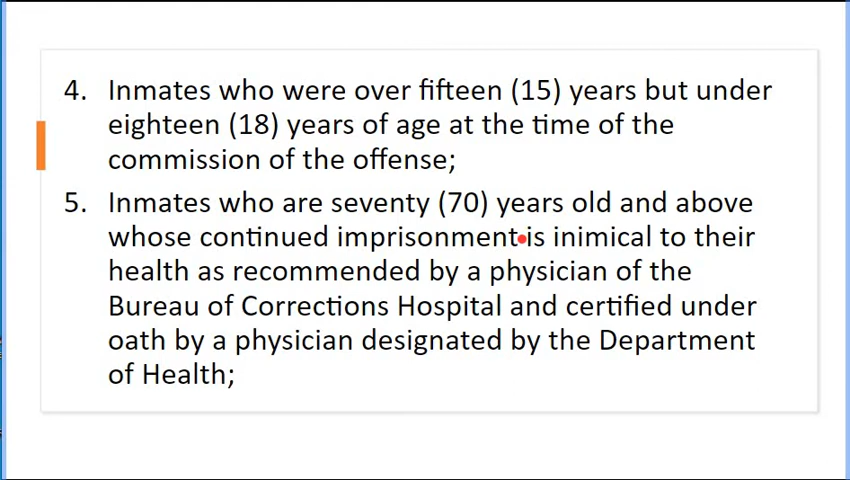 4. Inmates who were over fifteen (15) years but under
eighteen (18) years of age at the time of the
commission of the offense;
5. Inmates who are seventy (70) years old and above
whose continued imprisonment is inimical to their
health as recommended by a physician of the
Bureau of Corrections Hospital and certified under
oath by a physician designated by the Department
of Health;